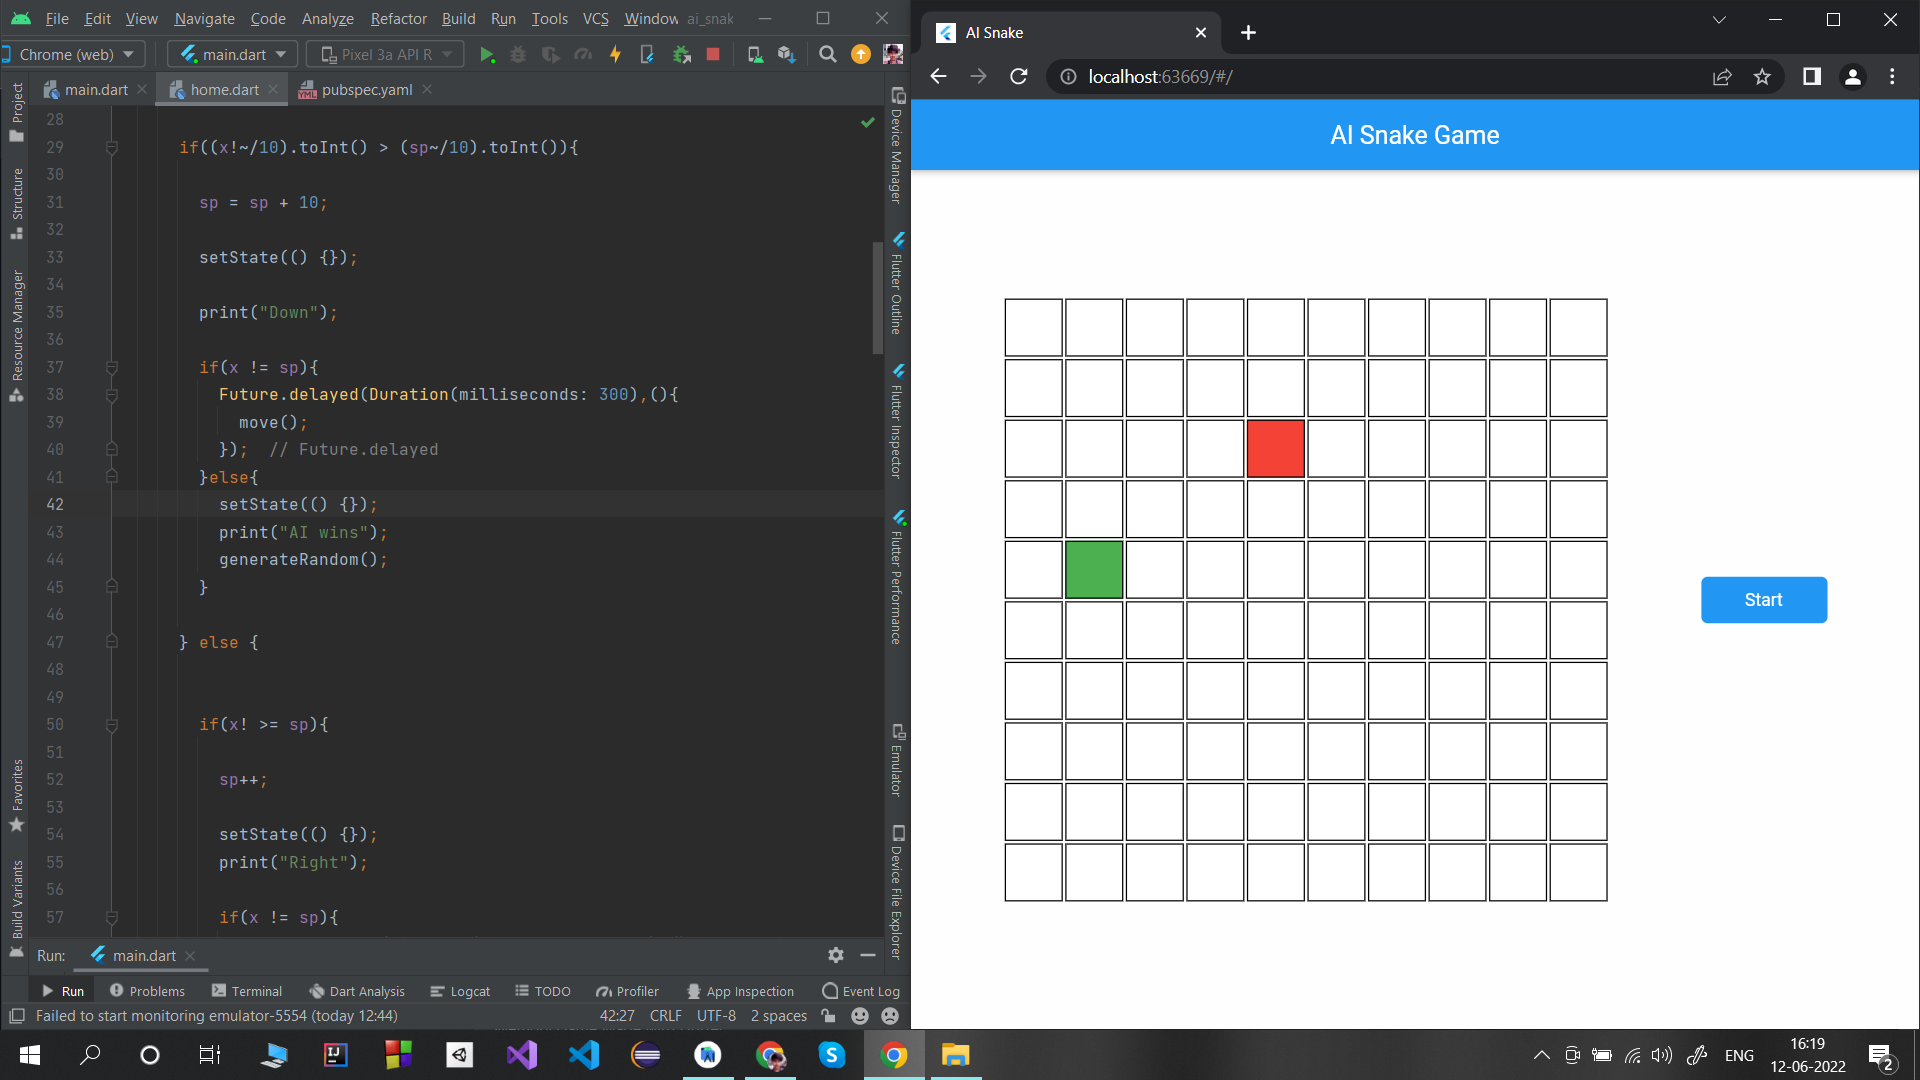 File Edit View Navigate Code Analyze Refactor Build Run Tools VCS Window ai_snak
Chrome (web) main.dart Pixel 3a API R
main.dart home.dart pubspec.yaml
Project
Structure
Resource Manager
Favorites
Build Variants
28
29 if((x!~/10).toInt() > (sp~/10).toInt()){
30
31 sp = sp + 10;
32
33 setState(() {});
34
35 print("Down");
36
37 if(x != sp){
38 Future.delayed(Duration(milliseconds: 300),(){
39 move();
40 }); // Future.delayed
41 }else{
42 setState(() {});
43 print("AI wins");
44 generateRandom();
45 }
46
47 } else {
48
49
50 if(x! >= sp){
51
52 sp++;
53
54 setState(() {});
55 print("Right");
56
57 if(x != sp){
Device Manager
Flutter Outline
Flutter Inspector
Flutter Performance
Emulator
Device File Explorer
Run: main.dart
Run Problems Terminal Dart Analysis Logcat TODO Profiler App Inspection Event Log
Failed to start monitoring emulator-5554 (today 12:44) 42:27 CRLF UTF-8 2 spaces
AI Snake
localhost:63669/#/
AI Snake Game
Start
ENG
16:19
12-06-2022
2